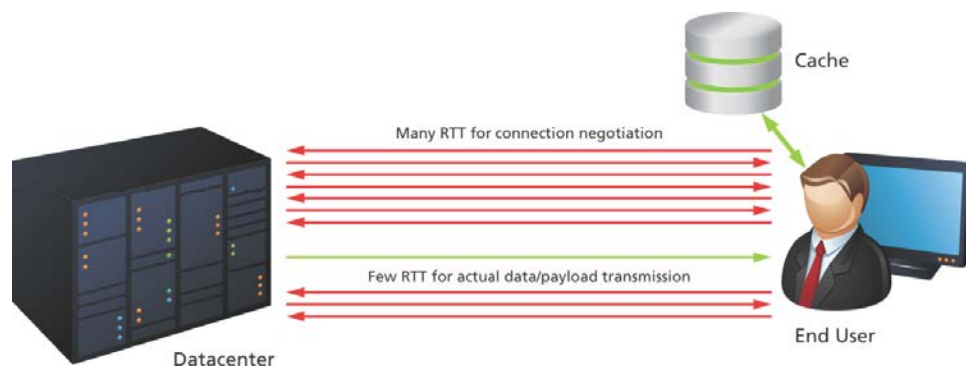 Cache
Many RTT for connection negotiation
Few RTT for actual data/payload transmission
End User
Datacenter